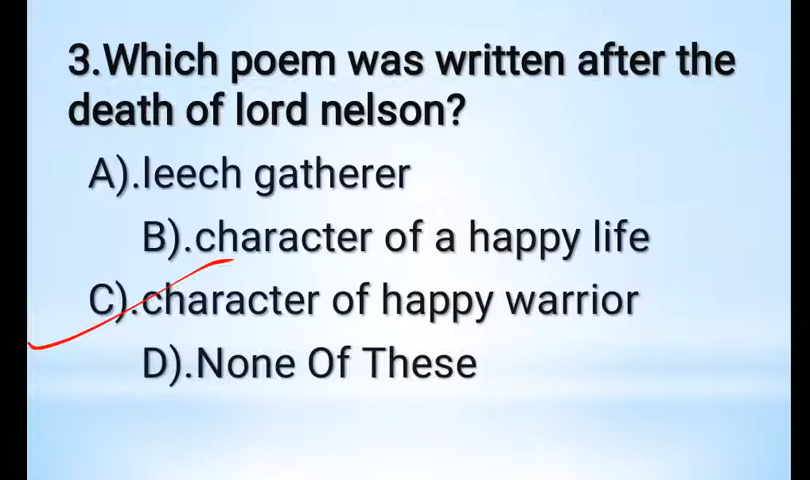 3.Which poem was written after the
death of lord nelson?
A).leech gatherer
B).character of a happy life
C).character of happy warrior
D).None Of These